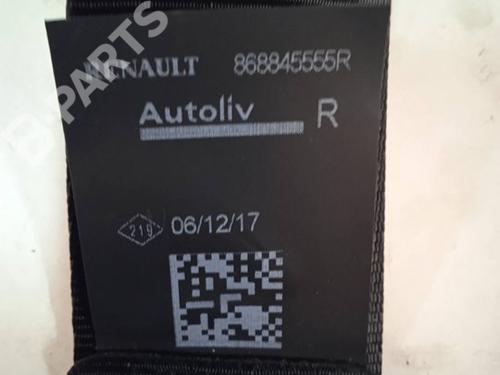 RENAULT 868845555R
Autoliv R
219 06/12/17
B-PARTS